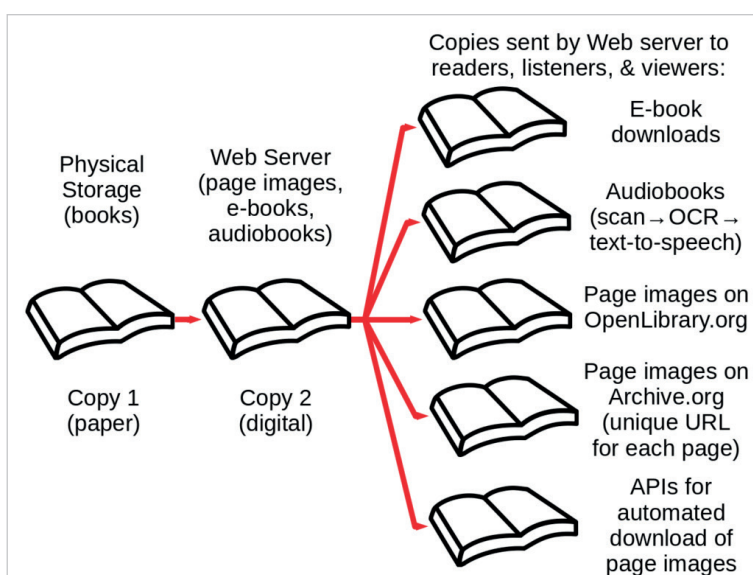 Physical
Storage
(books)
Copy 1
(paper)
Web Server
(page images,
e-books,
audiobooks)
Copy 2
(digital)
Copies sent by Web server to
readers, listeners, & viewers:
E-book
downloads
Audiobooks
(scan→OCR→
text-to-speech)
Page images on
OpenLibrary.org
Page images on
Archive.org
(unique URL
for each page)
APIs for
automated
download of
page images